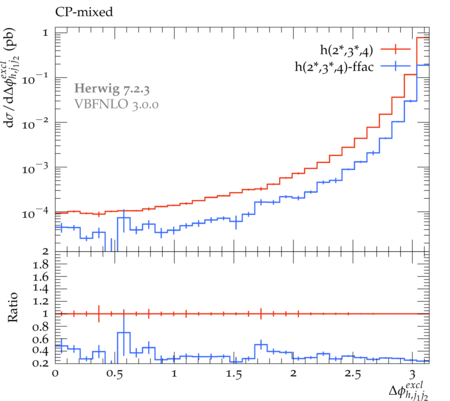 CP-mixed
dσ/dΔϕ^{excl}_{h,j₁j₂} (pb)
h(2*,3*,4)
h(2*,3*,4)-ffac
Herwig 7.2.3
VBFNLO 3.0.0
1
10⁻¹
10⁻²
10⁻³
10⁻⁴
Ratio
2
1.8
1.6
1.4
1.2
1
0.8
0.6
0.4
0.2
0 0.5 1 1.5 2 2.5 3
Δϕ^{excl}_{h,j₁j₂}